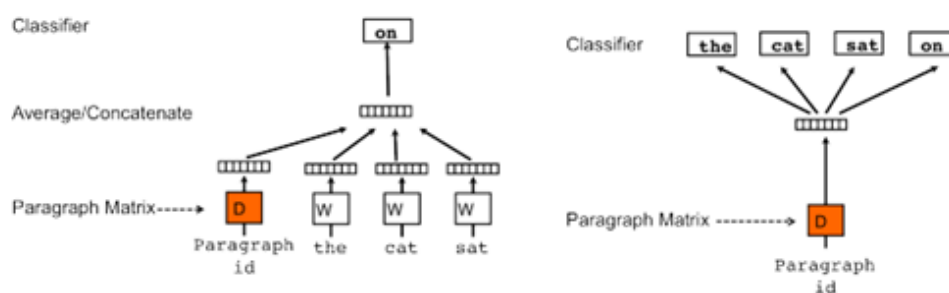 Classifier
on
Average/Concatenate
Paragraph Matrix
D
W
W
W
Paragraph
id
the
cat
sat
Classifier
the
cat
sat
on
Paragraph Matrix
D
Paragraph
id